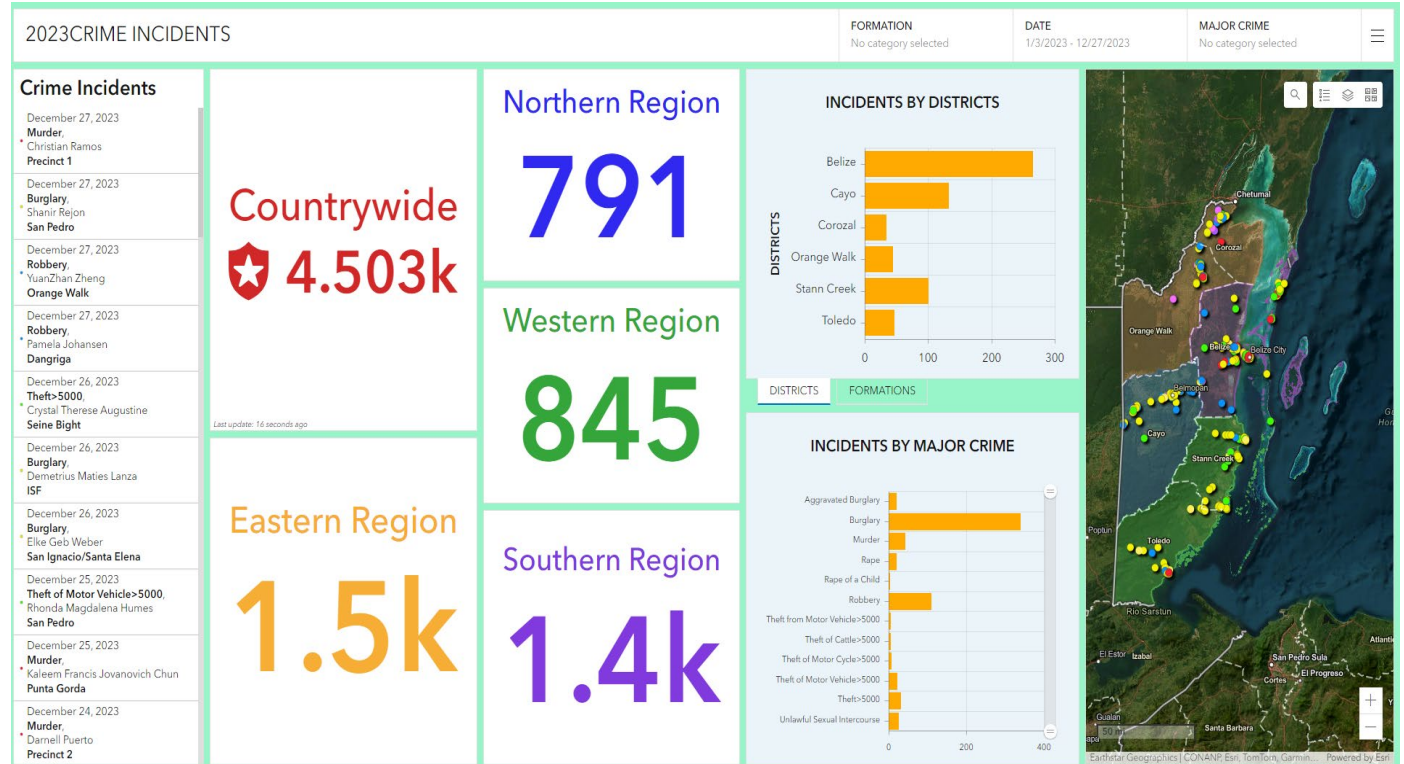 2023CRIME INCIDENTS
FORMATION
No category selected
DATE
1/3/2023 - 12/27/2023
MAJOR CRIME
No category selected
Crime Incidents
December 27, 2023
Murder,
Christian Ramos
Precinct 1
December 27, 2023
Burglary,
Shanir Rejon
San Pedro
December 27, 2023
Robbery,
YuanZhan Zheng
Orange Walk
December 27, 2023
Robbery,
Pamela Johansen
Dangriga
December 26, 2023
Theft>5000,
Crystal Therese Augustine
Seine Bight
December 26, 2023
Burglary,
Demetrius Maties Lanza
ISF
December 26, 2023
Burglary,
Elke Geb Weber
San Ignacio/Santa Elena
December 25, 2023
Theft of Motor Vehicle>5000,
Rhonda Magdalena Humes
San Pedro
December 25, 2023
Murder,
Kaleem Francis Jovanovich Chun
Punta Gorda
December 24, 2023
Murder,
Darnell Puerto
Precinct 2
Countrywide
4.503k
Last update: 16 seconds ago
Eastern Region
1.5k
Northern Region
791
Western Region
845
Southern Region
1.4k
INCIDENTS BY DISTRICTS
DISTRICTS
Belize
Cayo
Corozal
Orange Walk
Stann Creek
Toledo
0 100 200 300
DISTRICTS FORMATIONS
INCIDENTS BY MAJOR CRIME
Aggravated Burglary
Burglary
Murder
Rape
Rape of a Child
Robbery
Theft from Motor Vehicle>5000
Theft of Cattle>5000
Theft of Motor Cycle>5000
Theft of Motor Vehicle>5000
Theft>5000
Unlawful Sexual Intercourse
0 200 400
Chetumal
Corozal
Orange Walk
Belize
Belize City
Belmopan
Cayo
Stann Creek
Poptun
Toledo
Rio Sarstun
El Estor
Izabal
San Pedro Sula
El Progreso
Cortes
Gualan
Santa Barbara
50 mi
Earthstar Geographics | CONANP, Esri, TomTom, Garmin... Powered by Esri